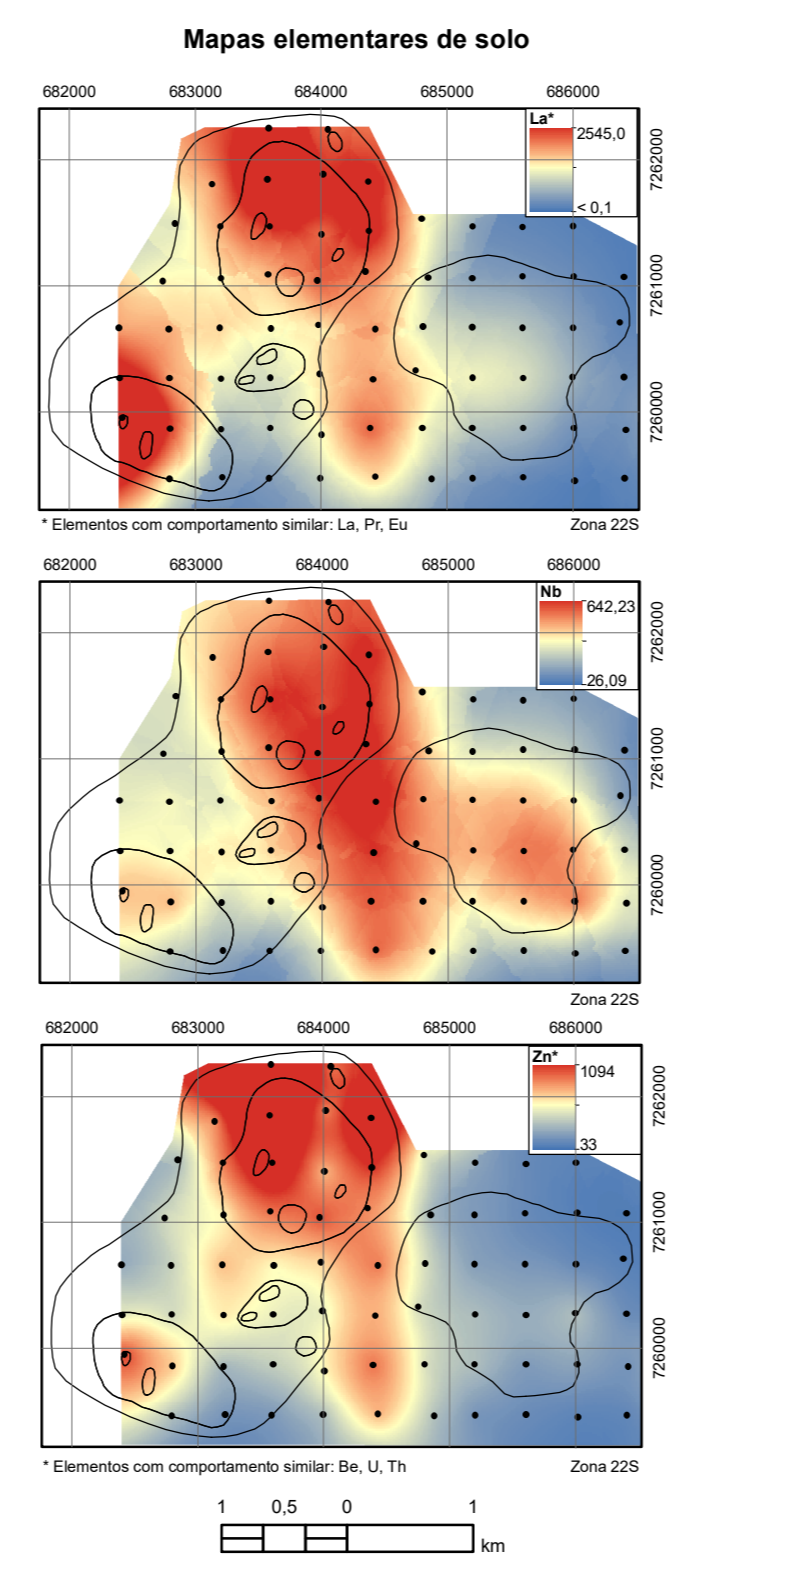 Mapas elementares de solo
682000 683000 684000 685000 686000
La*
2545,0
< 0,1
7262000
7261000
7260000
* Elementos com comportamento similar: La, Pr, Eu Zona 22S
682000 683000 684000 685000 686000
Nb
642,23
26,09
7262000
7261000
7260000
Zona 22S
682000 683000 684000 685000 686000
Zn*
1094
33
7262000
7261000
7260000
* Elementos com comportamento similar: Be, U, Th Zona 22S
1 0,5 0 1
km